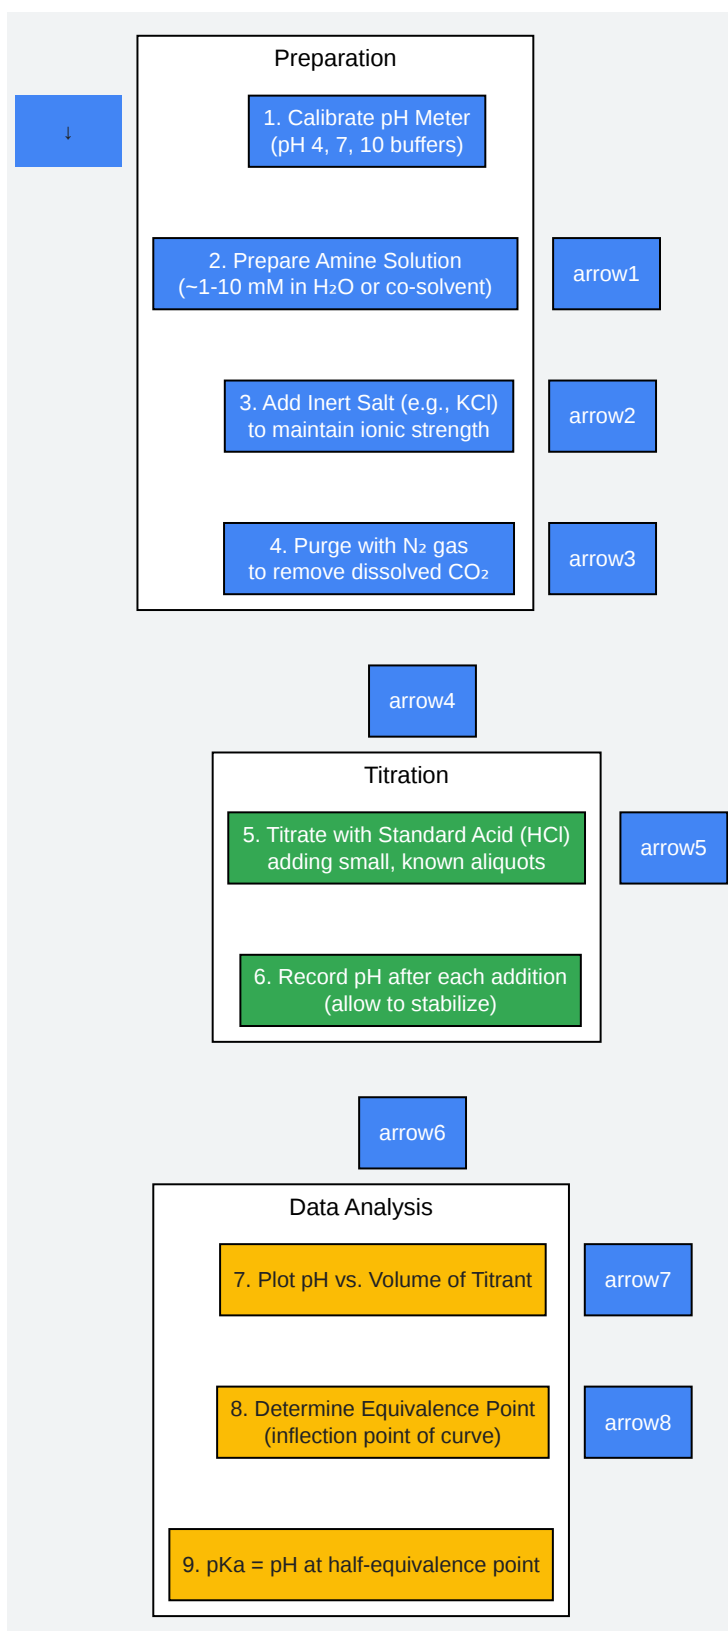 Preparation
↓
1. Calibrate pH Meter
(pH 4, 7, 10 buffers)
2. Prepare Amine Solution
(~1-10 mM in H₂O or co-solvent)
arrow1
3. Add Inert Salt (e.g., KCl)
to maintain ionic strength
arrow2
4. Purge with N₂ gas
to remove dissolved CO₂
arrow3
arrow4
Titration
5. Titrate with Standard Acid (HCl)
adding small, known aliquots
arrow5
6. Record pH after each addition
(allow to stabilize)
arrow6
Data Analysis
7. Plot pH vs. Volume of Titrant
arrow7
8. Determine Equivalence Point
(inflection point of curve)
arrow8
9. pKa = pH at half-equivalence point